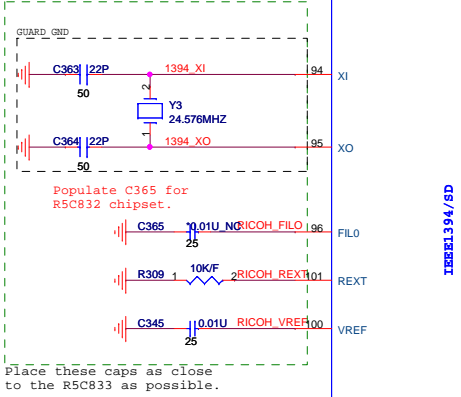 GUARD GND
C363 22P 1394_XI 94 XI
50
2
Y3
24.576MHZ
1
C364 22P 1394_XO 95 XO
50
Populate C365 for
R5C832 chipset.
C365 *0.01U_NC RICOH_FILO 96 FIL0
25
R309 1 10K/F 2 RICOH_REXT 101 REXT
C345 0.01U RICOH_VREF 100 VREF
25
IEEE1394/SD
Place these caps as close
to the R5C833 as possible.